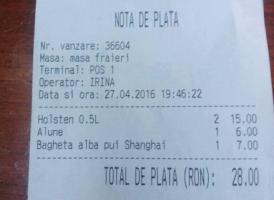 NOTA DE PLATA
Nr. vanzare: 36604
Masa: masa fraieri
Terminal: POS 1
Operator: IRINA
Data si ora: 27.04.2016 19:46:22
Holsten 0.5L 2 15.00
Alune 1 6.00
Bagheta alba pui Shanghai 1 7.00
TOTAL DE PLATA (RON): 28.00